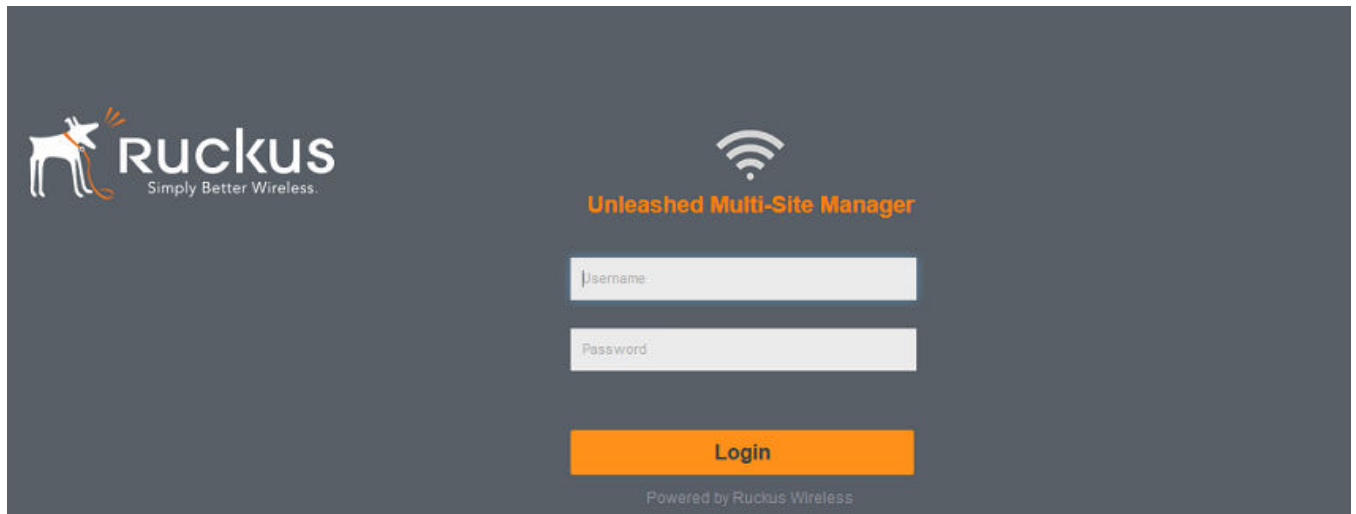 RUCKUS
Simply Better Wireless.
Unleashed Multi-Site Manager
Username
Password
Login
Powered by Ruckus Wireless